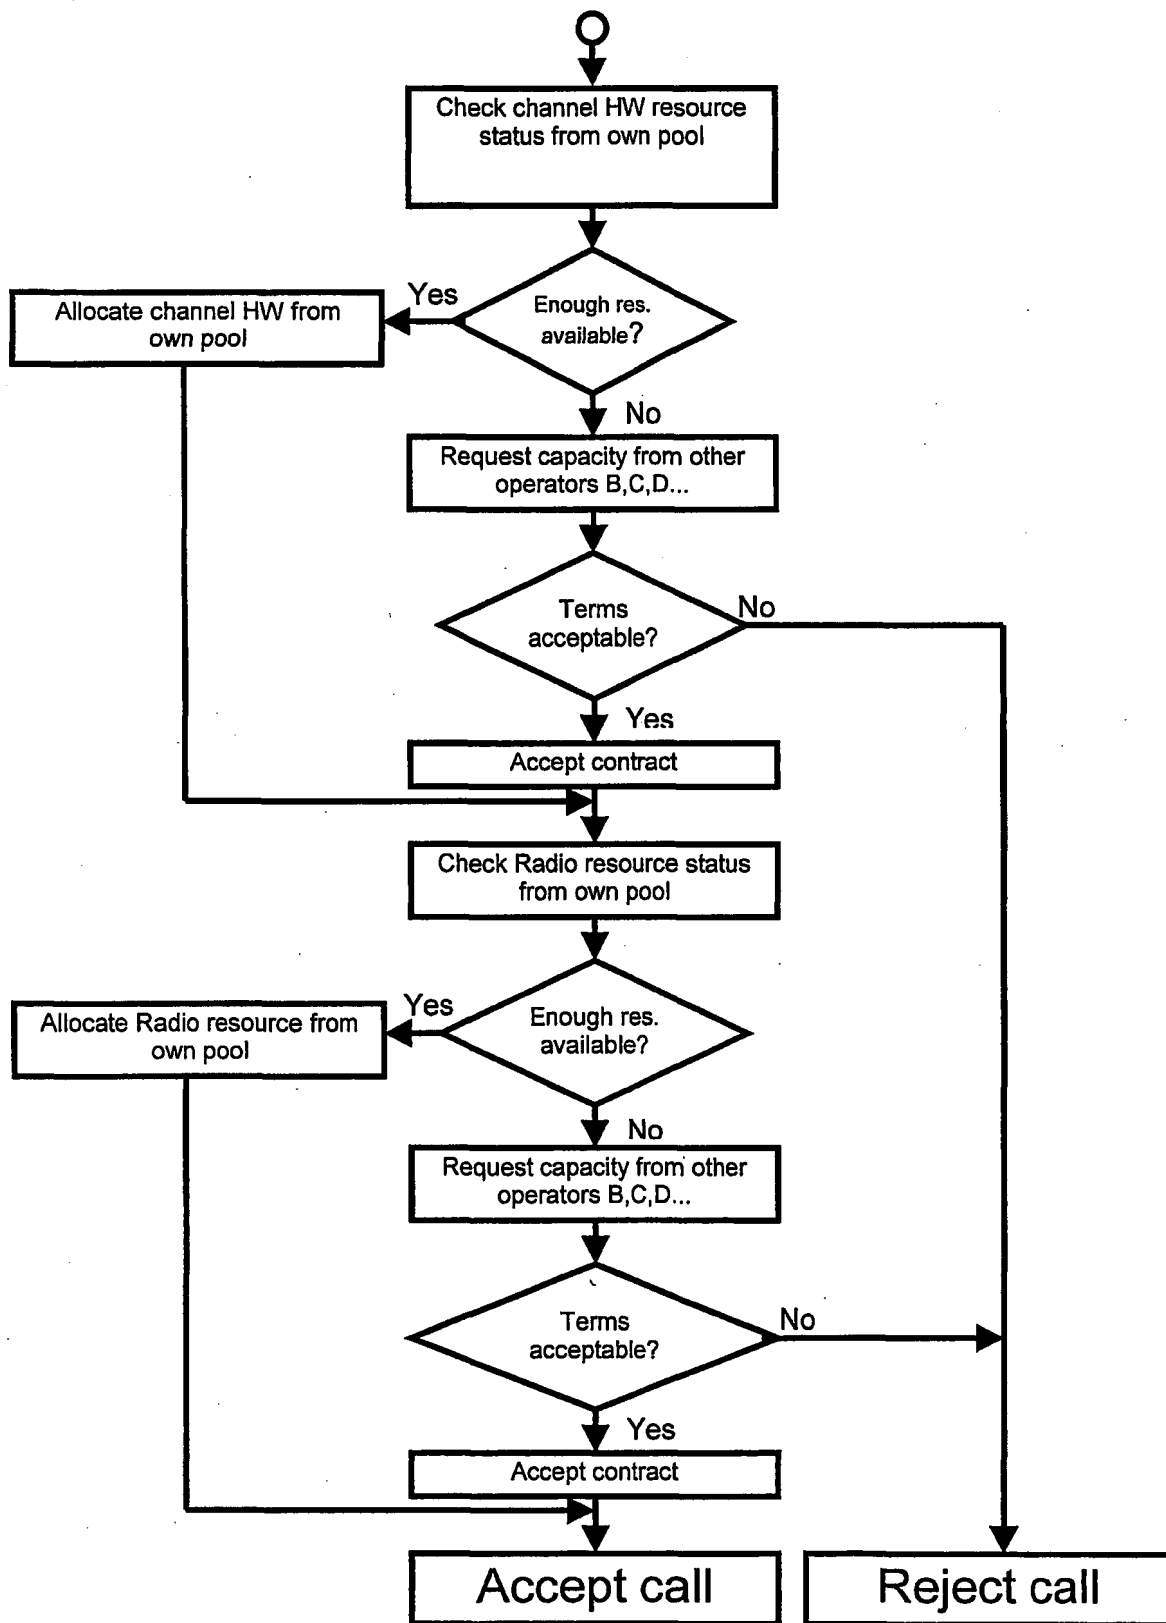 Check channel HW resource
status from own pool
Yes
Enough res.
available?
Allocate channel HW from
own pool
No
Request capacity from other
operators B,C,D...
Terms
acceptable?
No
Yes
Accept contract
Check Radio resource status
from own pool
Yes
Enough res.
available?
Allocate Radio resource from
own pool
No
Request capacity from other
operators B,C,D...
Terms
acceptable?
No
Yes
Accept contract
Accept call
Reject call